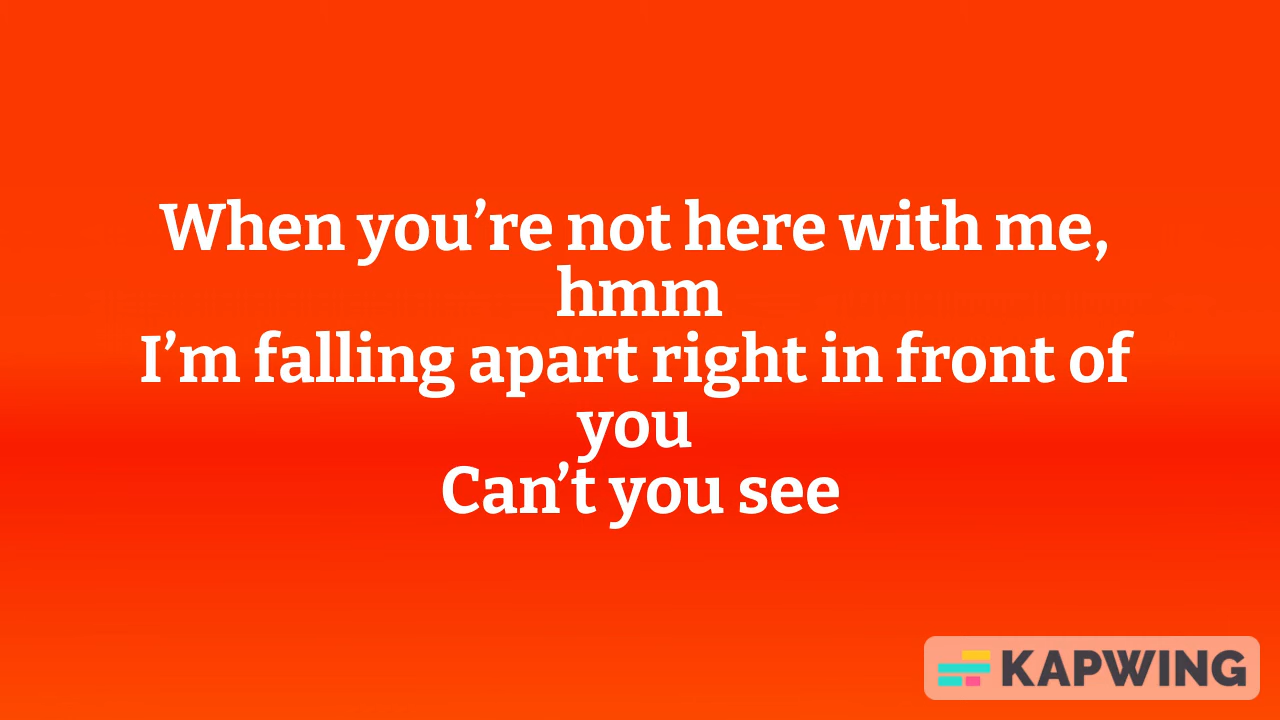 When you’re not here with me,
hmm
I’m falling apart right in front of
you
Can’t you see
KAPWING